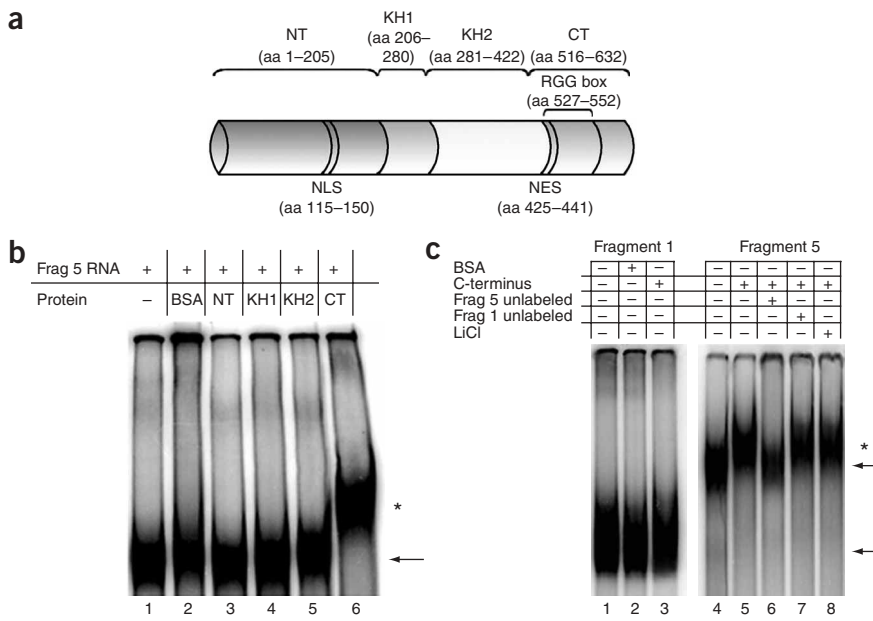 a
NT
(aa 1–205)
KH1
(aa 206–
280)
KH2
(aa 281–422)
CT
(aa 516–632)
RGG box
(aa 527–552)
NLS
(aa 115–150)
NES
(aa 425–441)
b
Frag 5 RNA + + + + + +
Protein – BSA NT KH1 KH2 CT
*
1 2 3 4 5 6
c
Fragment 1 Fragment 5
BSA – + – – – – – –
C-terminus – – + – + + + +
Frag 5 unlabeled – – – – – + – –
Frag 1 unlabeled – – – – – – + –
LiCl – – – – – – – +
*
1 2 3 4 5 6 7 8